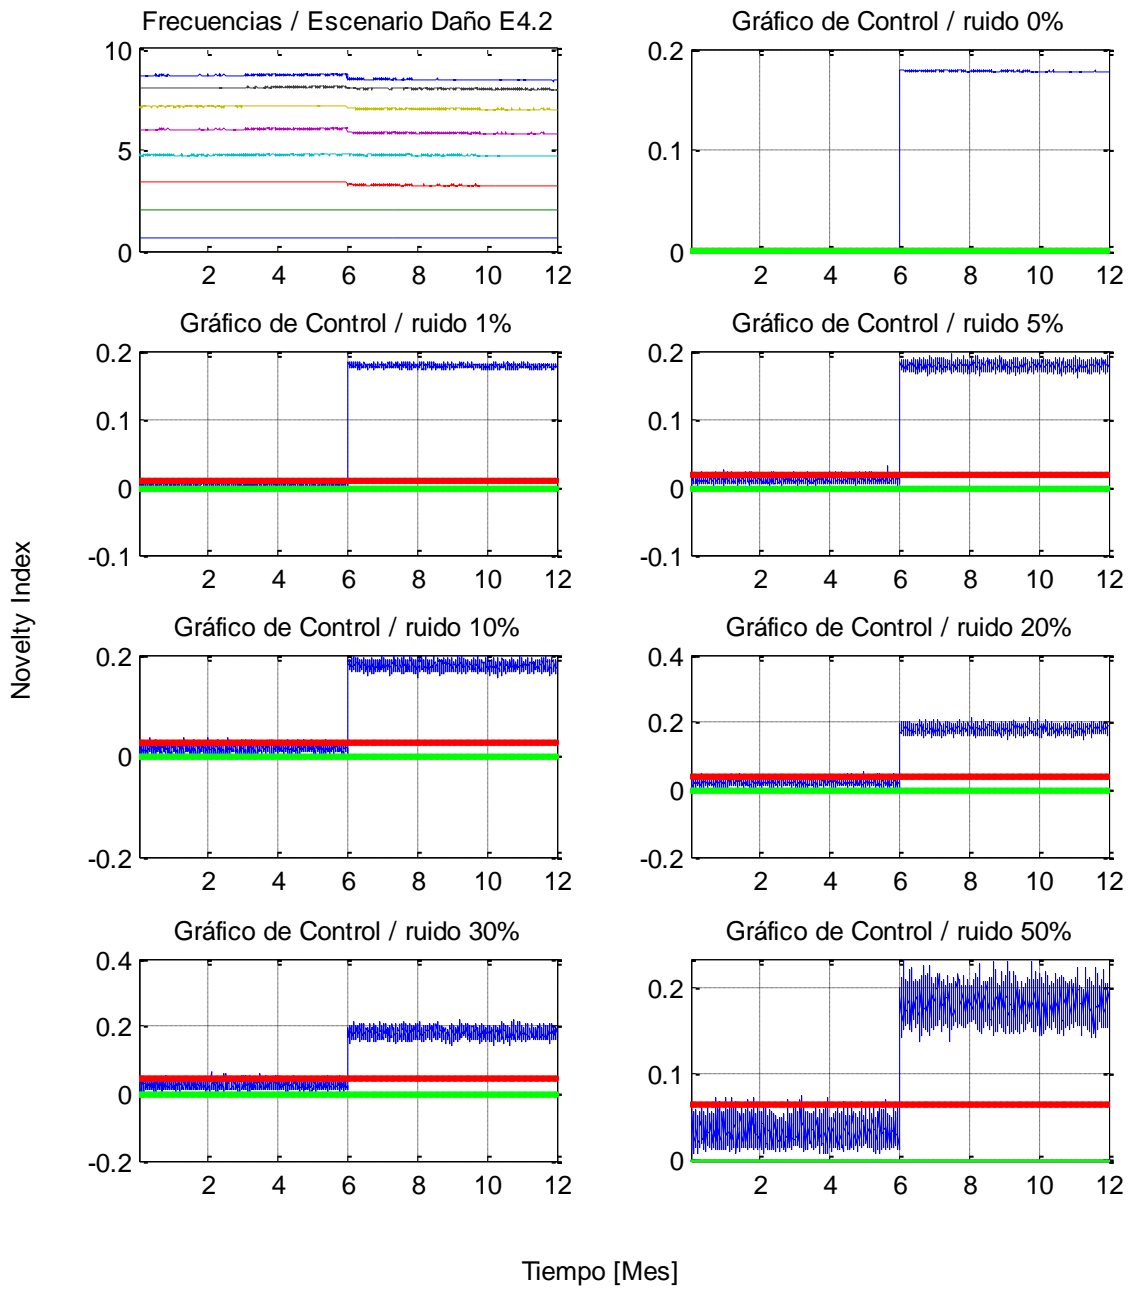 Frecuencias / Escenario Daño E4.2
10
5
0
2 4 6 8 10 12
Gráfico de Control / ruido 0%
0.2
0.1
0
2 4 6 8 10 12
Gráfico de Control / ruido 1%
0.2
0.1
0
-0.1
2 4 6 8 10 12
Gráfico de Control / ruido 5%
0.2
0.1
0
-0.1
2 4 6 8 10 12
Novelty Index
Gráfico de Control / ruido 10%
0.2
0
-0.2
2 4 6 8 10 12
Gráfico de Control / ruido 20%
0.4
0.2
0
-0.2
2 4 6 8 10 12
Gráfico de Control / ruido 30%
0.4
0.2
0
-0.2
2 4 6 8 10 12
Gráfico de Control / ruido 50%
0.2
0.1
0
2 4 6 8 10 12
Tiempo [Mes]